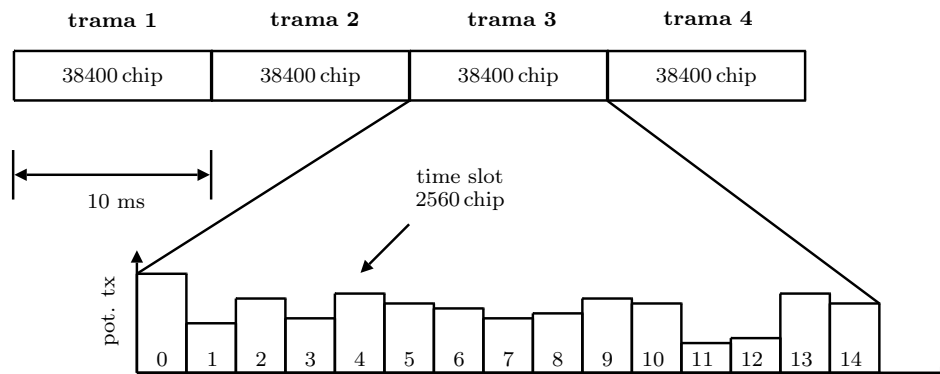 trama 1 trama 2 trama 3 trama 4
38400 chip 38400 chip 38400 chip 38400 chip
10 ms
time slot
2560 chip
pot. tx
0 1 2 3 4 5 6 7 8 9 10 11 12 13 14